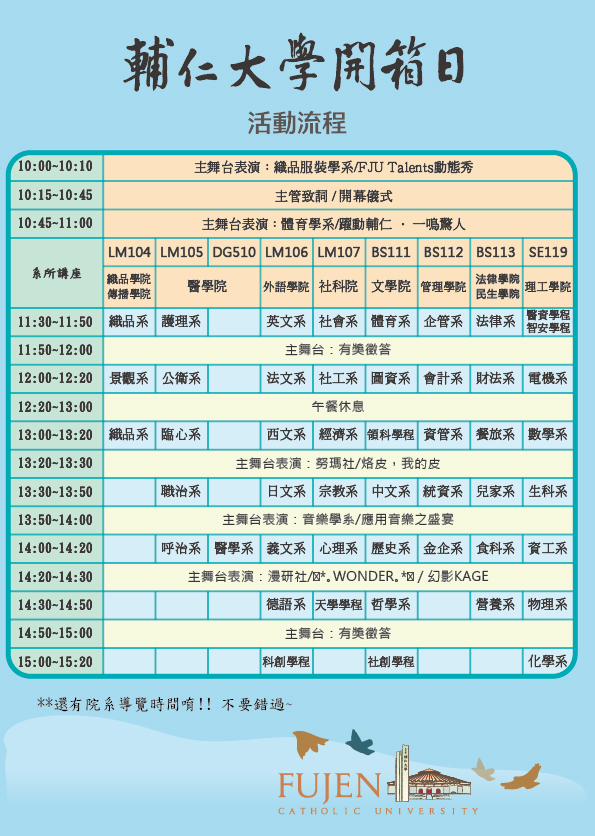 輔仁大學開箱日
活動流程
10:00~10:10 主舞台表演：織品服裝學系/FJU Talents動態秀
10:15~10:45 主管致詞 / 開幕儀式
10:45~11:00 主舞台表演：體育學系/躍動輔仁 · 一鳴驚人
系所講座 LM104 LM105 DG510 LM106 LM107 BS111 BS112 BS113 SE119
織品學院 傳播學院 醫學院 外語學院 社科院 文學院 管理學院 法律學院 民生學院 理工學院
11:30~11:50 織品系 護理系 英文系 社會系 體育系 企管系 法律系 醫資學程 智安學程
11:50~12:00 主舞台：有獎徵答
12:00~12:20 景觀系 公衛系 法文系 社工系 圖資系 會計系 財法系 電機系
12:20~13:00 午餐休息
13:00~13:20 織品系 臨心系 西文系 經濟系 領科學程 資管系 餐旅系 數學系
13:20~13:30 主舞台表演：努瑪社/烙皮，我的皮
13:30~13:50 職治系 日文系 宗教系 中文系 統資系 兒家系 生科系
13:50~14:00 主舞台表演：音樂學系/應用音樂之盛宴
14:00~14:20 呼治系 醫學系 義文系 心理系 歷史系 金企系 食科系 資工系
14:20~14:30 主舞台表演：漫研社/*｡WONDER｡*/ 幻影KAGE
14:30~14:50 德語系 天學學程 哲學系 營養系 物理系
14:50~15:00 主舞台：有獎徵答
15:00~15:20 科創學程 社創學程 化學系
**還有院系導覽時間唷!! 不要錯過~
FUJEN
CATHOLIC UNIVERSITY